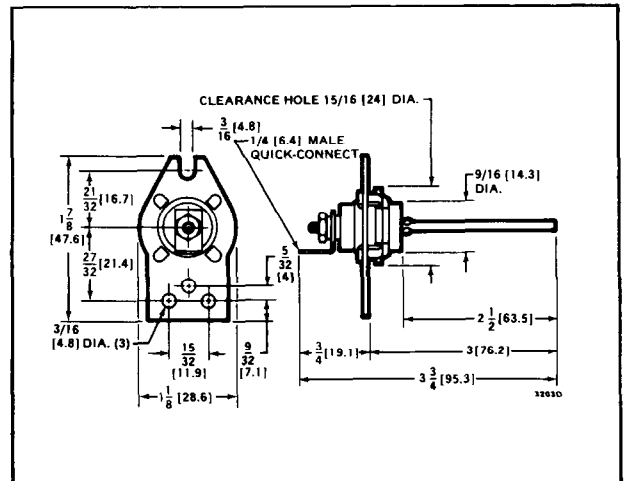 CLEARANCE HOLE 15/16 [24] DIA.
3/16 [4.8]
1/4 [6.4] MALE
QUICK-CONNECT
9/16 [14.3]
DIA.
21/32 [16.7]
1 7/8
[47.6]
27/32 [21.4]
5/32
(4)
3/16
[4.8] DIA. (3)
15/32
[11.9]
9/32
[7.1]
1 1/8 [28.6]
2 1/2 [63.5]
3/4 [19.1]
3 [76.2]
3 3/4 [95.3]